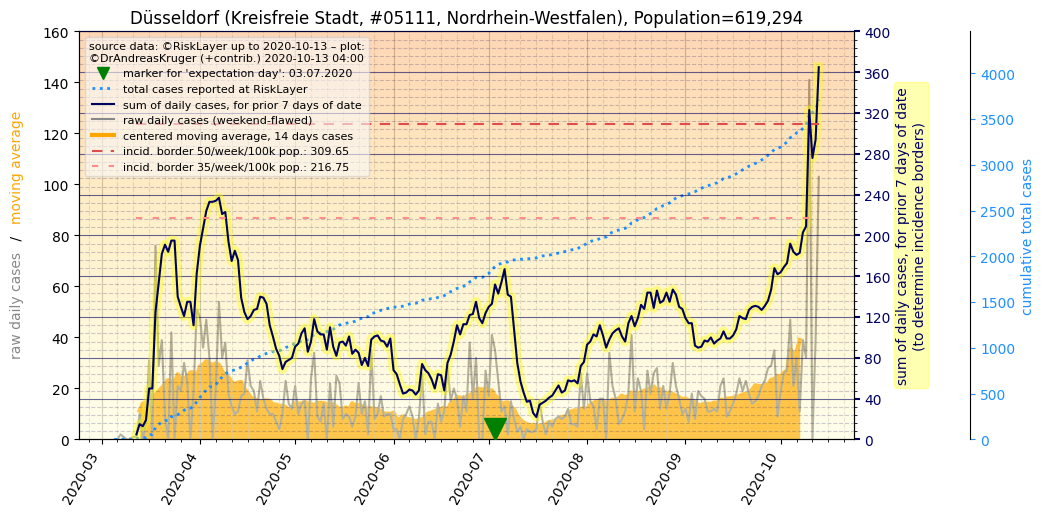 Düsseldorf (Kreisfreie Stadt, #05111, Nordrhein-Westfalen), Population=619,294
source data: ©RiskLayer up to 2020-10-13 – plot:
©DrAndreasKruger (+contrib.) 2020-10-13 04:00
marker for 'expectation day': 03.07.2020
total cases reported at RiskLayer
sum of daily cases, for prior 7 days of date
raw daily cases (weekend-flawed)
centered moving average, 14 days cases
incid. border 50/week/100k pop.: 309.65
incid. border 35/week/100k pop.: 216.75
raw daily cases / moving average
160
140
120
100
80
60
40
20
0
2020-03
2020-04
2020-05
2020-06
2020-07
2020-08
2020-09
2020-10
400
360
320
280
240
200
160
120
80
40
0
sum of daily cases, for prior 7 days of date
(to determine incidence borders)
4000
3500
3000
2500
2000
1500
1000
500
0
cumulative total cases